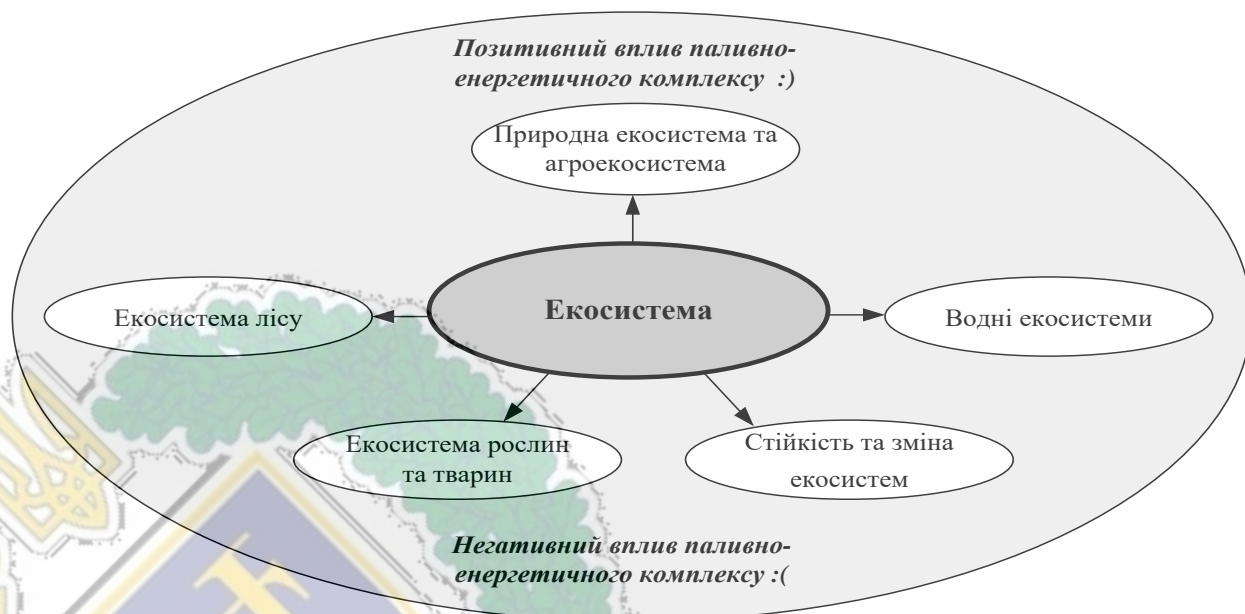 Позитивний вплив паливно-
енергетичного комплексу :)
Природна екосистема та
агроекосистема
Екосистема
Екосистема лісу
Водні екосистеми
Екосистема рослин
та тварин
Стійкість та зміна
екосистем
Негативний вплив паливно-
енергетичного комплексу :(